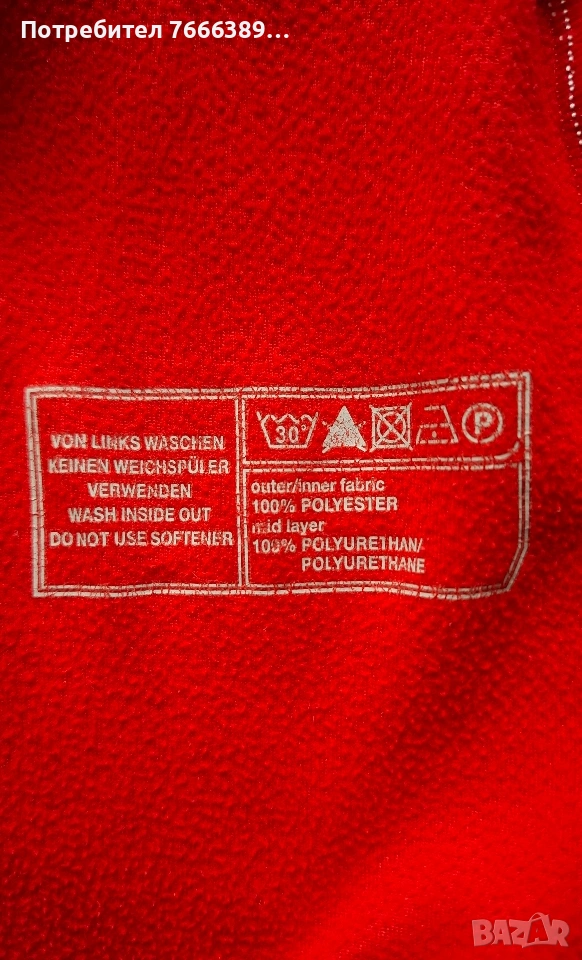 Потребител 7666389...
VON LINKS WASCHEN
KEINEN WEICHSPÜLER
VERWENDEN
WASH INSIDE OUT
DO NOT USE SOFTENER
30°
P
outer/inner fabric
100% POLYESTER
mid layer
100% POLYURETHAN/
POLYURETHANE
BAZAR